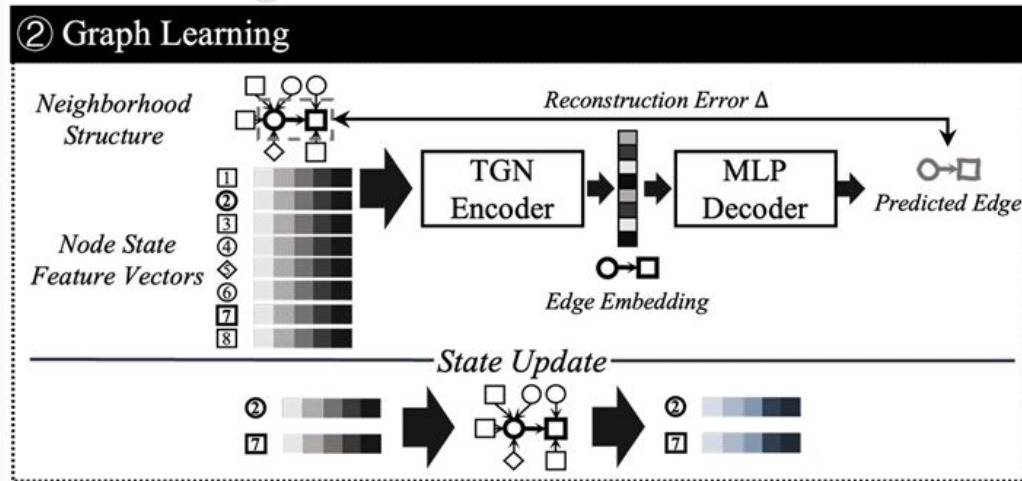 ② Graph Learning
Neighborhood
Structure
Reconstruction Error Δ
1
2
3
4
5
6
7
8
Node State
Feature Vectors
TGN
Encoder
MLP
Decoder
Edge Embedding
Predicted Edge
State Update
2
7
2
7